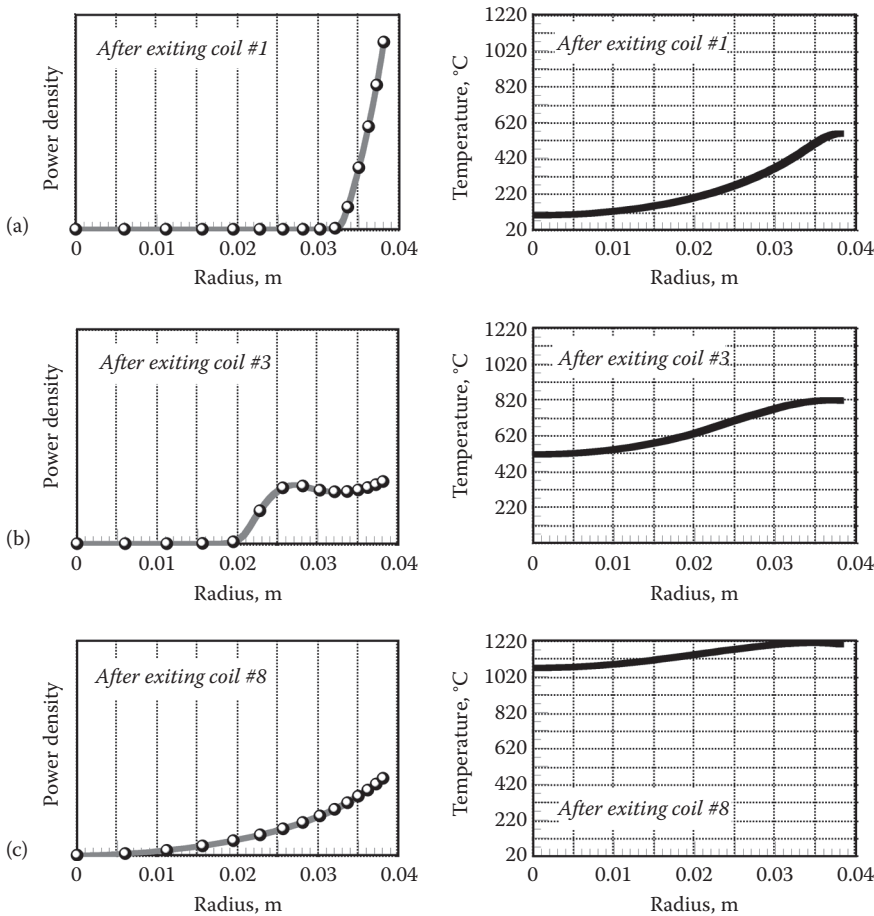 After exiting coil #1
Power density
(a)
0 0.01 0.02 0.03 0.04
Radius, m
1220
1020
820
620
420
220
20
After exiting coil #1
Temperature, °C
0 0.01 0.02 0.03 0.04
Radius, m
After exiting coil #3
Power density
(b)
0 0.01 0.02 0.03 0.04
Radius, m
1220
1020
820
620
420
220
After exiting coil #3
Temperature, °C
0 0.01 0.02 0.03 0.04
Radius, m
After exiting coil #8
Power density
(c)
0 0.01 0.02 0.03 0.04
Radius, m
1220
1020
820
620
420
220
20
After exiting coil #8
Temperature, °C
0 0.01 0.02 0.03 0.04
Radius, m